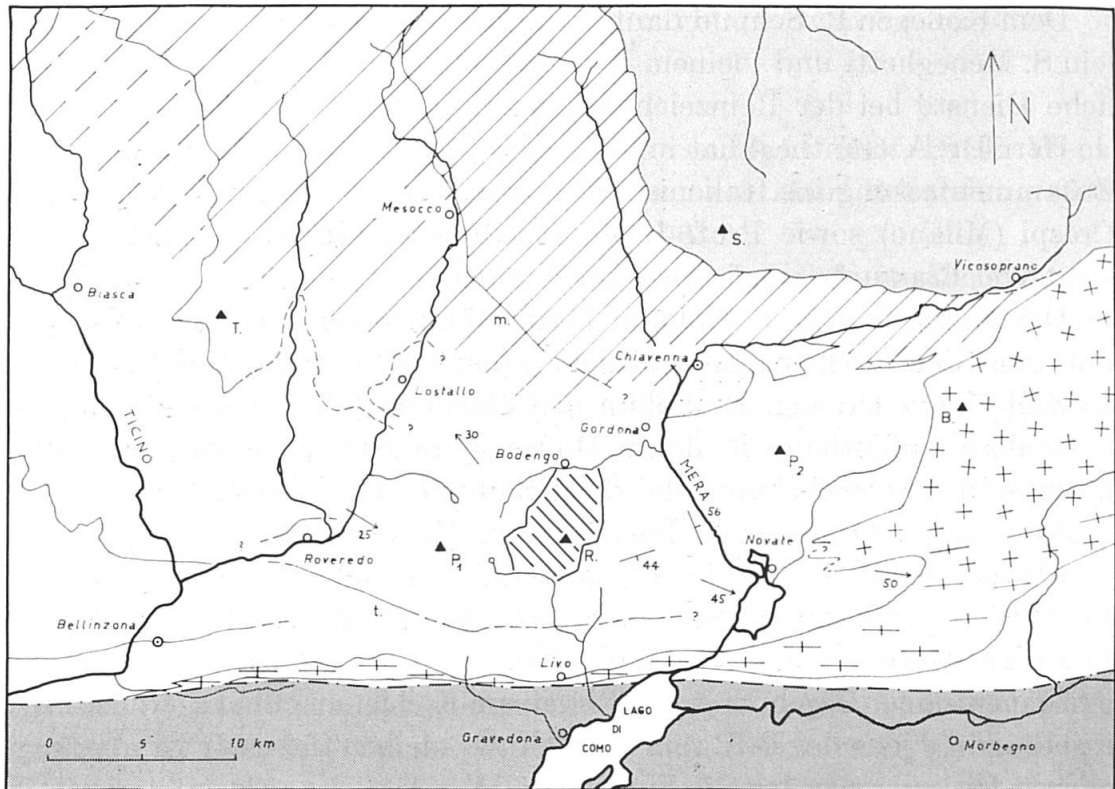 N
Mesocco
S.
Vicosoprano
Biasca
T.
m.
?
Chiavenna
Lostallo
?
B.
TICINO
?
30
Gordona
Bodengo
P2
MERA
56
25
?
Roveredo
P1
R.
44
Novate
?
?
50
45
t.
?
Bellinzona
Livo
LAGO
DI
COMO
Gravedona
Morbegno
0 5 10 km